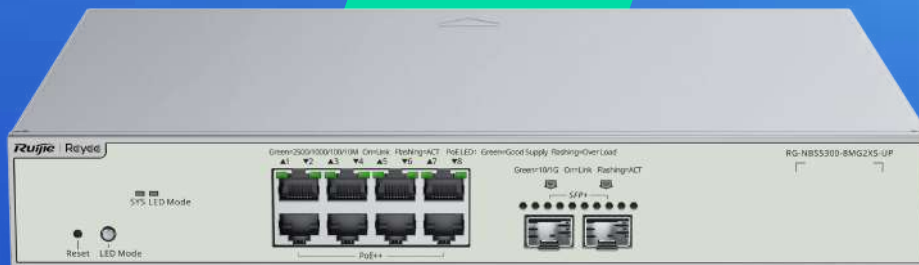 Ruijie | Reyee
Green=2500/1000/100/10M On=Link Flashing=ACT PoE LED: Green=Good Supply Flashing=Over Load
▲1 ▼2 ▲3 ▼4 ▲5 ▼6 ▲7 ▼8
RG-NBS5300-8MG2XS-UP
Green=10/1G On=Link Flashing=ACT
SFP+
SYS LED Mode
Reset LED Mode
PoE++